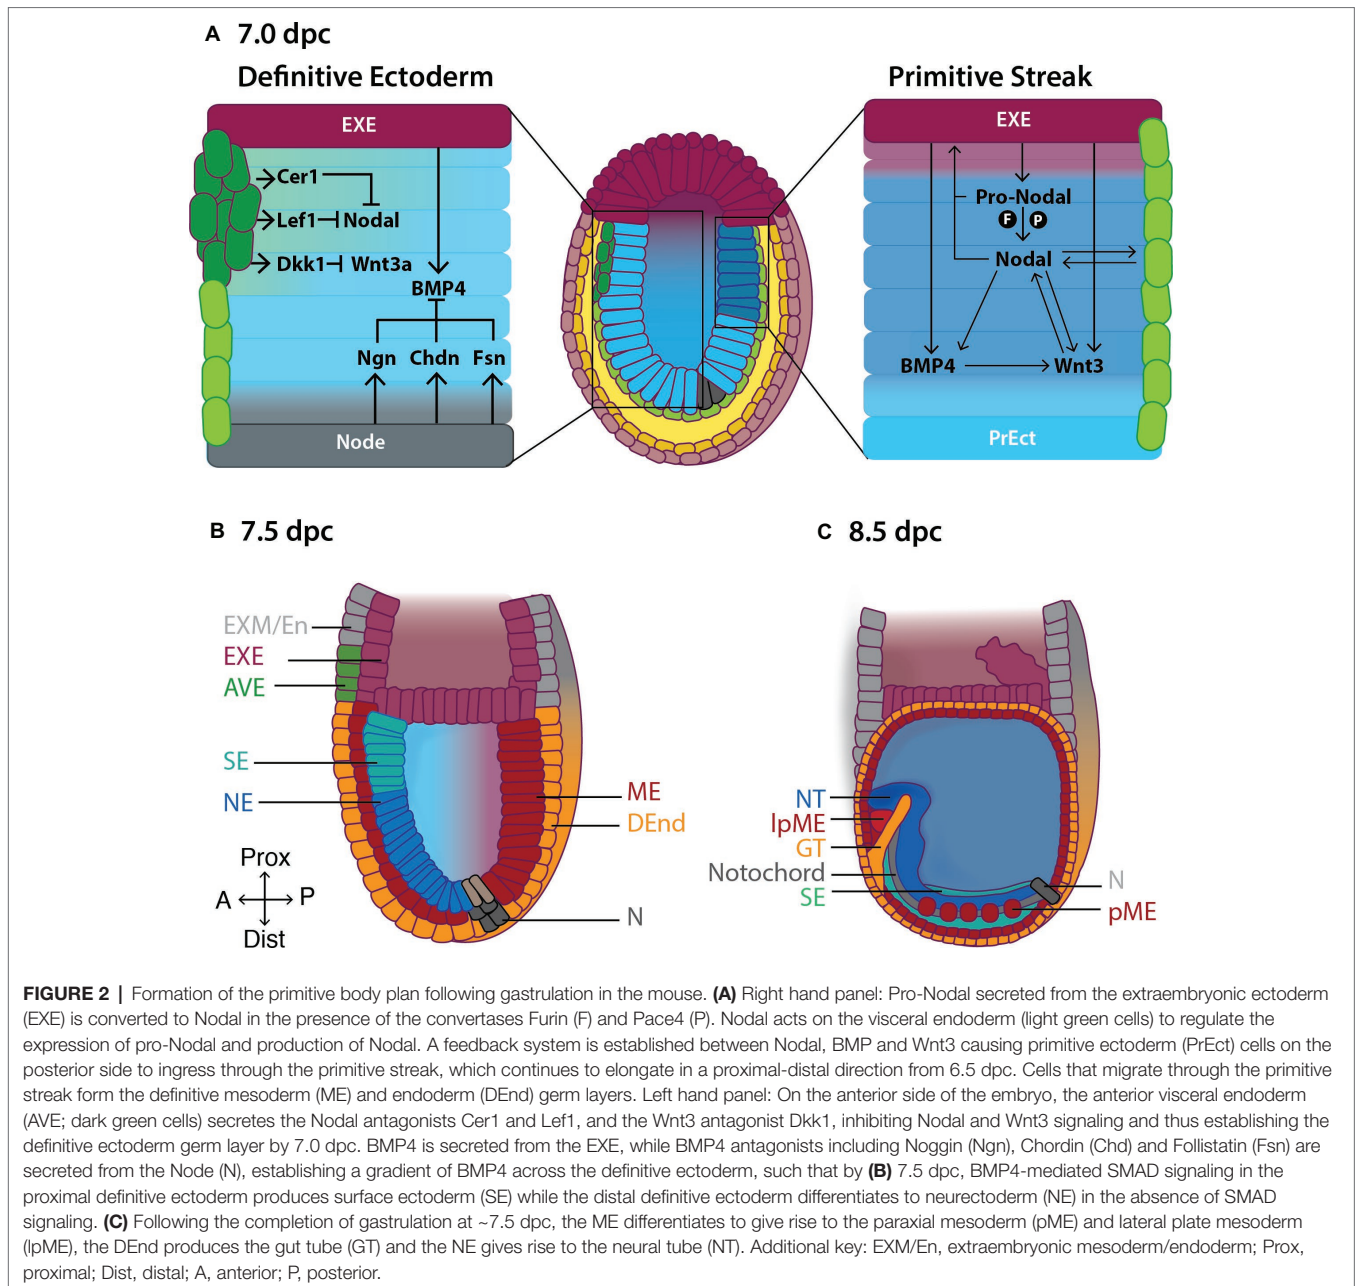 A 7.0 dpc
Definitive Ectoderm
EXE
Cer1
Lef1 Nodal
Dkk1 Wnt3a
BMP4
Ngn Chdn Fsn
Node
Primitive Streak
EXE
Pro-Nodal
F P
Nodal
BMP4 Wnt3
PrEct
B 7.5 dpc
EXM/En
EXE
AVE
SE
NE
ME
DEnd
N
Prox
A P
Dist
C 8.5 dpc
NT
lpME
GT
Notochord
SE
N
pME
FIGURE 2 | Formation of the primitive body plan following gastrulation in the mouse. (A) Right hand panel: Pro-Nodal secreted from the extraembryonic ectoderm
(EXE) is converted to Nodal in the presence of the convertases Furin (F) and Pace4 (P). Nodal acts on the visceral endoderm (light green cells) to regulate the
expression of pro-Nodal and production of Nodal. A feedback system is established between Nodal, BMP and Wnt3 causing primitive ectoderm (PrEct) cells on the
posterior side to ingress through the primitive streak, which continues to elongate in a proximal-distal direction from 6.5 dpc. Cells that migrate through the primitive
streak form the definitive mesoderm (ME) and endoderm (DEnd) germ layers. Left hand panel: On the anterior side of the embryo, the anterior visceral endoderm
(AVE; dark green cells) secretes the Nodal antagonists Cer1 and Lef1, and the Wnt3 antagonist Dkk1, inhibiting Nodal and Wnt3 signaling and thus establishing the
definitive ectoderm germ layer by 7.0 dpc. BMP4 is secreted from the EXE, while BMP4 antagonists including Noggin (Ngn), Chordin (Chd) and Follistatin (Fsn) are
secreted from the Node (N), establishing a gradient of BMP4 across the definitive ectoderm, such that by (B) 7.5 dpc, BMP4-mediated SMAD signaling in the
proximal definitive ectoderm produces surface ectoderm (SE) while the distal definitive ectoderm differentiates to neurectoderm (NE) in the absence of SMAD
signaling. (C) Following the completion of gastrulation at ~7.5 dpc, the ME differentiates to give rise to the paraxial mesoderm (pME) and lateral plate mesoderm
(lpME), the DEnd produces the gut tube (GT) and the NE gives rise to the neural tube (NT). Additional key: EXM/En, extraembryonic mesoderm/endoderm; Prox,
proximal; Dist, distal; A, anterior; P, posterior.